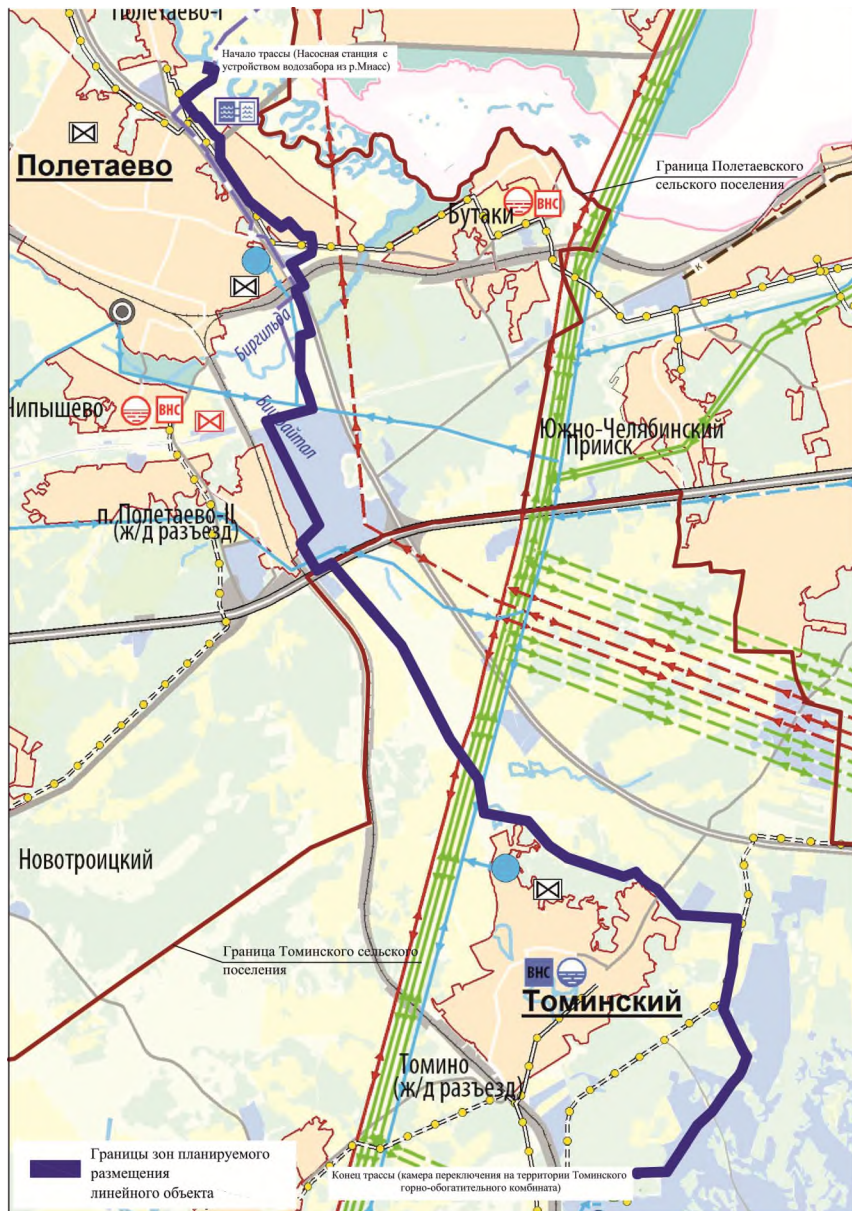 Полетаево-I
Начало трассы (Насосная станция с
устройством водозабора из р.Миасс)
Полетаево
Граница Полетаевского
сельского поселения
Бутаки
ВНС
К
Биргильда
Чипышево
ВНС
Южно-Челябинский
Прииск
п.Полетаево-II
(ж/д разъезд)
Новотроицкий
Граница Томинского сельского
поселения
ВНС
Томинский
Томино
(ж/д разъезд)
Границы зон планируемого
размещения
линейного объекта
Конец трассы (камера переключения на территории Томинского
горно-обогатительного комбината)